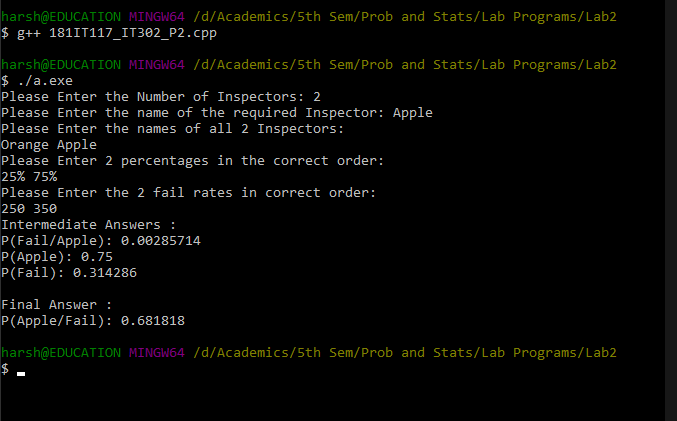 harsh@EDUCATION MINGW64 /d/Academics/5th Sem/Prob and Stats/Lab Programs/Lab2
$ g++ 181IT117_IT302_P2.cpp

harsh@EDUCATION MINGW64 /d/Academics/5th Sem/Prob and Stats/Lab Programs/Lab2
$ ./a.exe
Please Enter the Number of Inspectors: 2
Please Enter the name of the required Inspector: Apple
Please Enter the names of all 2 Inspectors:
Orange Apple
Please Enter 2 percentages in the correct order:
25% 75%
Please Enter the 2 fail rates in correct order:
250 350
Intermediate Answers :
P(Fail/Apple): 0.00285714
P(Apple): 0.75
P(Fail): 0.314286

Final Answer :
P(Apple/Fail): 0.681818

harsh@EDUCATION MINGW64 /d/Academics/5th Sem/Prob and Stats/Lab Programs/Lab2
$